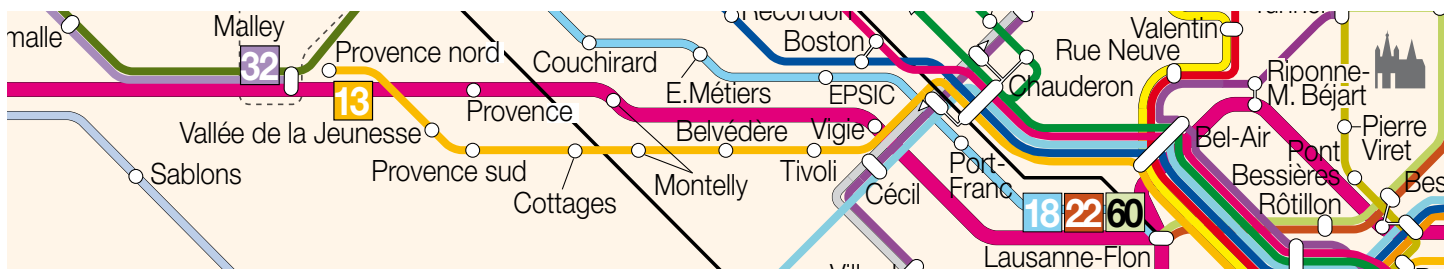 Malley
32
Provence nord
13
Vallée de la Jeunesse
Provence
Provence sud
Sablons
Couchirard
E.Métiers
EPSIC
Boston
Cottages
Montelly
Belvédère
Tivoli
Vigie
Cécil
Port-
Franc
18
22
60
Chauderon
Rue Neuve
Valentin
Riponne-
M. Béjart
Bel-Air
Pont
Bessières
Pierre
Viret
Rôtillon
Lausanne-Flon